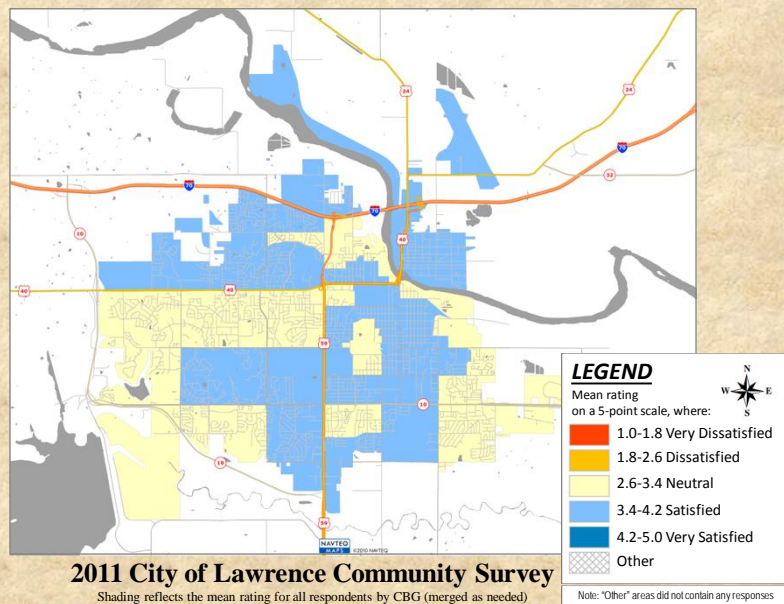 24
24
70
32
70
70
10
40
40
40
59
10
10
59
NAVTEQ
MAPS
©2010 NAVTEQ
LEGEND
N
W E
S
Mean rating
on a 5-point scale, where:
1.0-1.8 Very Dissatisfied
1.8-2.6 Dissatisfied
2.6-3.4 Neutral
3.4-4.2 Satisfied
4.2-5.0 Very Satisfied
Other
2011 City of Lawrence Community Survey
Shading reflects the mean rating for all respondents by CBG (merged as needed)
Note: "Other" areas did not contain any responses